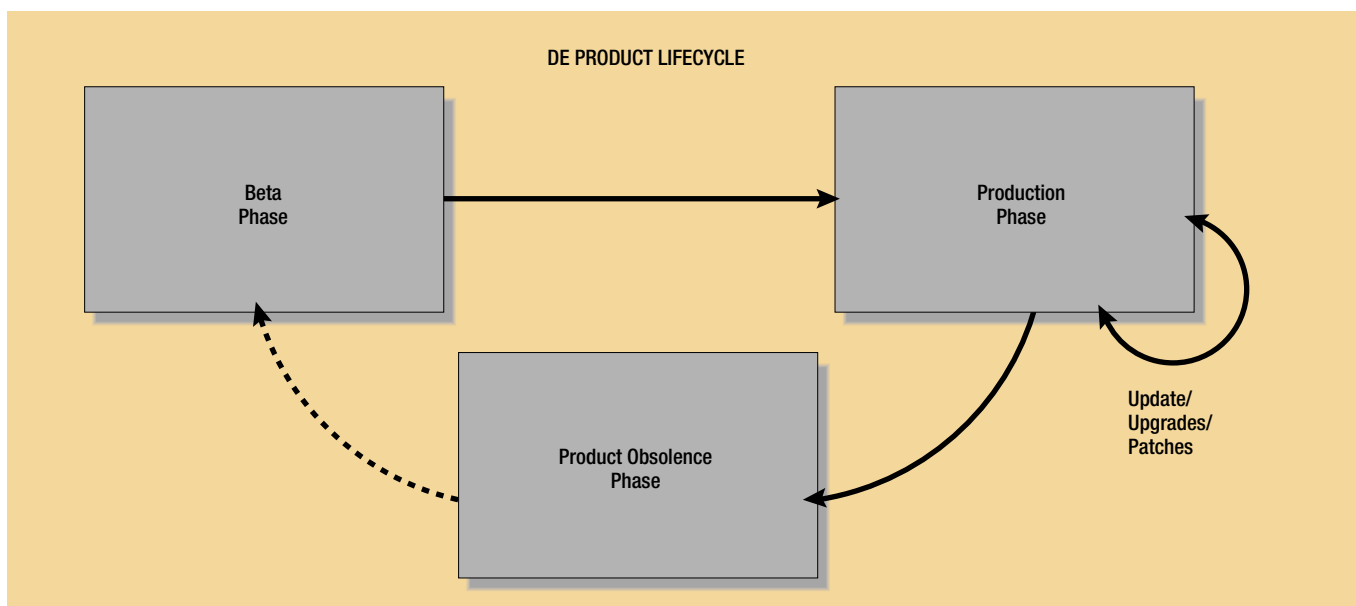 DE PRODUCT LIFECYCLE
Beta
Phase
Production
Phase
Update/
Upgrades/
Patches
Product Obsolence
Phase